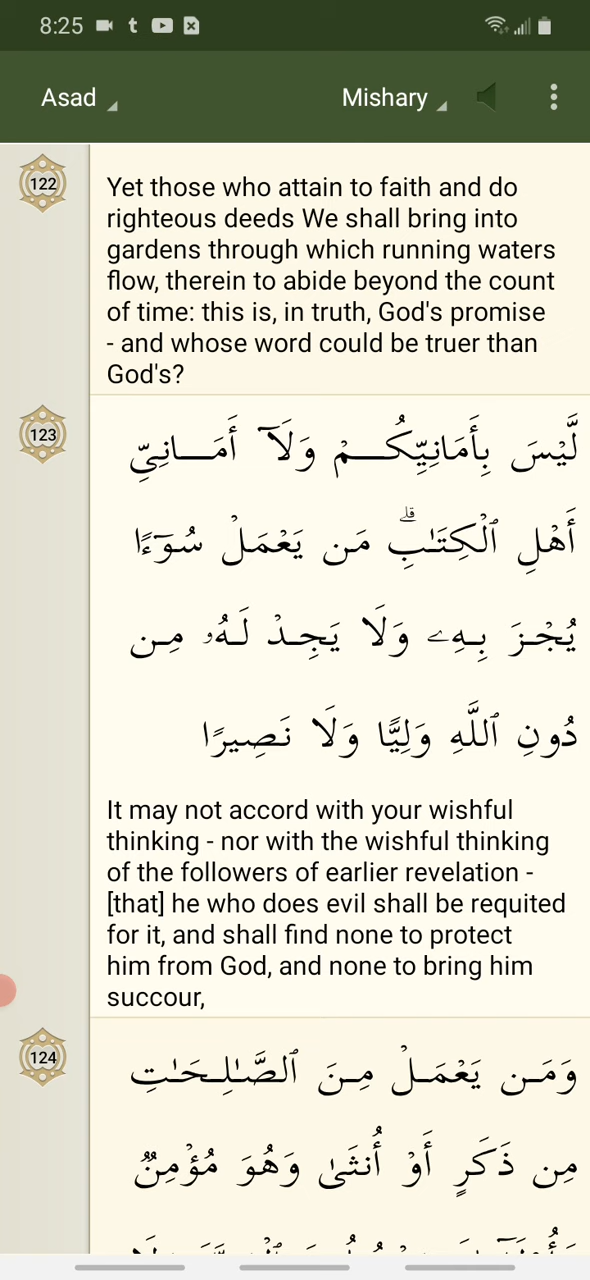 8:25
Asad
Mishary
122
Yet those who attain to faith and do
righteous deeds We shall bring into
gardens through which running waters
flow, therein to abide beyond the count
of time: this is, in truth, God's promise
- and whose word could be truer than
God's?
123
لَّيْسَ بِأَمَانِيِّكُمْ وَلَآ أَمَانِىِّ
أَهْلِ ٱلْكِتَـٰبِ ۗ مَن يَعْمَلْ سُوٓءًا
يُجْزَ بِهِۦ وَلَا يَجِدْ لَهُۥ مِن
دُونِ ٱللَّهِ وَلِيًّا وَلَا نَصِيرًا
It may not accord with your wishful
thinking - nor with the wishful thinking
of the followers of earlier revelation -
[that] he who does evil shall be requited
for it, and shall find none to protect
him from God, and none to bring him
succour,
124
وَمَن يَعْمَلْ مِنَ ٱلصَّـٰلِحَـٰتِ
مِن ذَكَرٍ أَوْ أُنثَىٰ وَهُوَ مُؤْمِنٌ